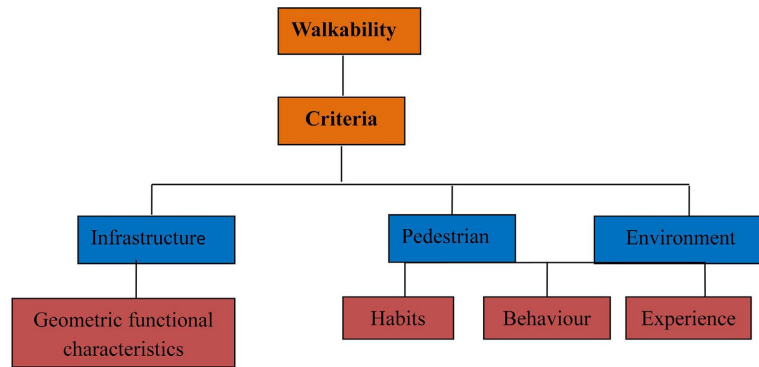 Walkability
Criteria
Infrastructure
Pedestrian
Environment
Geometric functional
characteristics
Habits
Behaviour
Experience